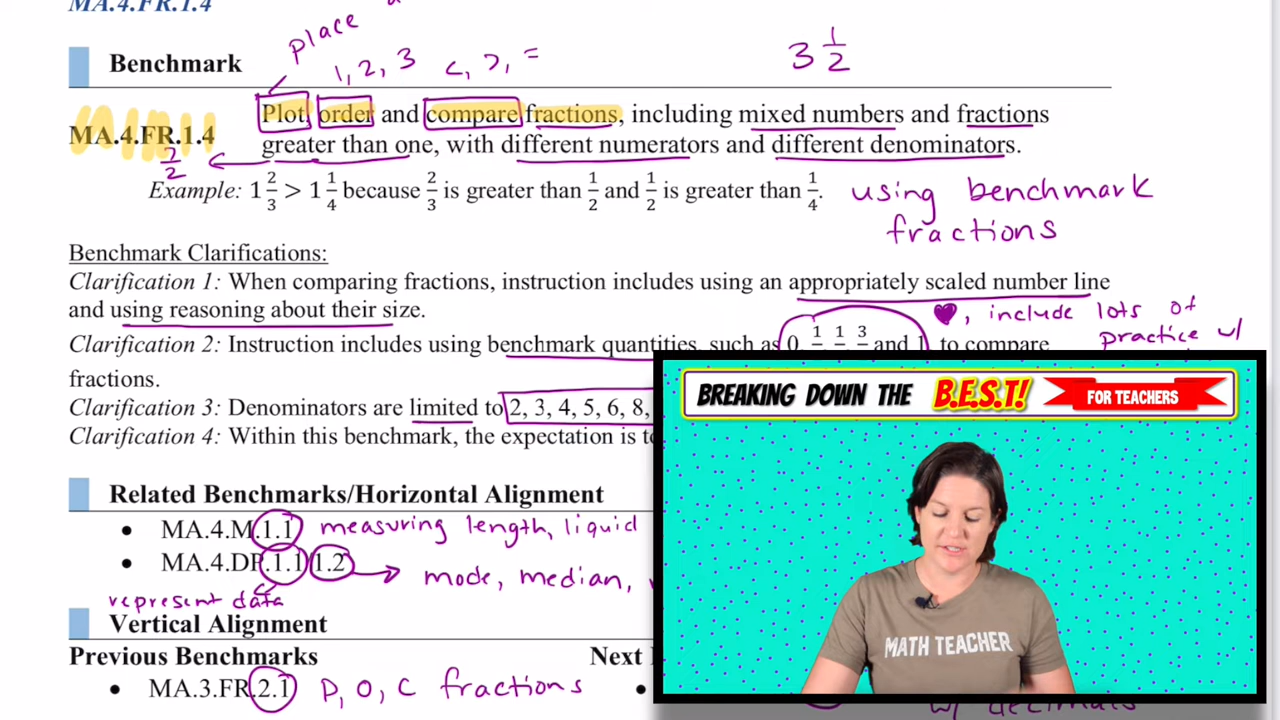 MA.4.FR.1.4
place
1, 2, 3 <, >, = 3 1/2
Benchmark
Plot, order and compare fractions, including mixed numbers and fractions
MA.4.FR.1.4
greater than one, with different numerators and different denominators.
2/2
Example: 1 2/3 > 1 1/4 because 2/3 is greater than 1/2 and 1/2 is greater than 1/4.
using benchmark
fractions
Benchmark Clarifications:
Clarification 1: When comparing fractions, instruction includes using an appropriately scaled number line
and using reasoning about their size.
♥, include lots of
practice w/
Clarification 2: Instruction includes using benchmark quantities, such as 0, 1 1 3 and 1, to compare
fractions.
Clarification 3: Denominators are limited to 2, 3, 4, 5, 6, 8,
Clarification 4: Within this benchmark, the expectation is to
BREAKING DOWN THE B.E.S.T! FOR TEACHERS
Related Benchmarks/Horizontal Alignment
MA.4.M.1.1 measuring length, liquid
MA.4.DP.1.1/1.2 mode, median,
represent data
MATH TEACHER
Vertical Alignment
Previous Benchmarks
Next
MA.3.FR.2.1 P, O, C fractions
w/ decimals